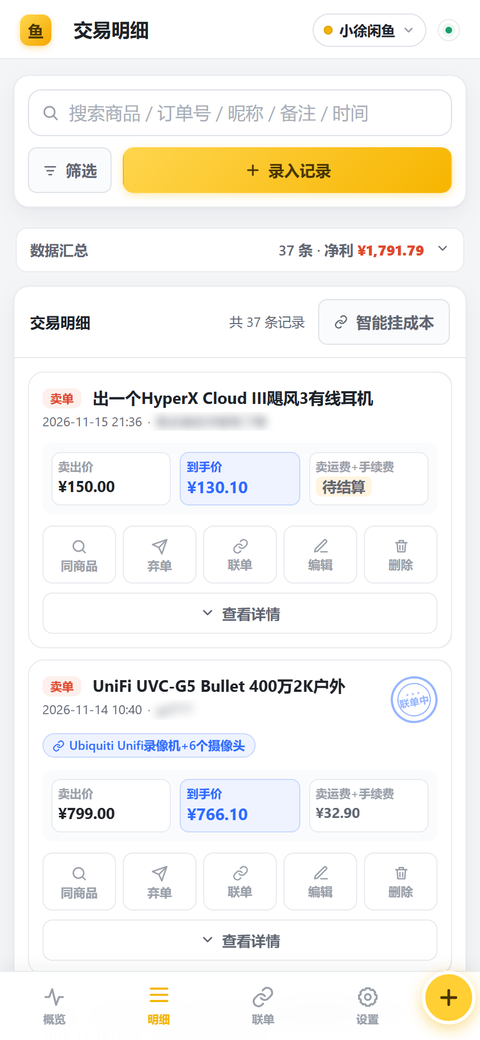 鱼 交易明细 小徐闲鱼
搜索商品 / 订单号 / 昵称 / 备注 / 时间
筛选 + 录入记录
数据汇总 37 条 · 净利 ¥1,791.79
交易明细 共 37 条记录 智能挂成本
卖单 出一个HyperX Cloud III飓风3有线耳机
2026-11-15 21:36 ·
卖出价 到手价 卖运费+手续费
¥150.00 ¥130.10 待结算
同商品 弃单 联单 编辑 删除
查看详情
卖单 UniFi UVC-G5 Bullet 400万2K户外
联单中
2026-11-14 10:40 ·
Ubiquiti Unifi录像机+6个摄像头
卖出价 到手价 卖运费+手续费
¥799.00 ¥766.10 ¥32.90
同商品 弃单 联单 编辑 删除
查看详情
概览 明细 联单 设置 +